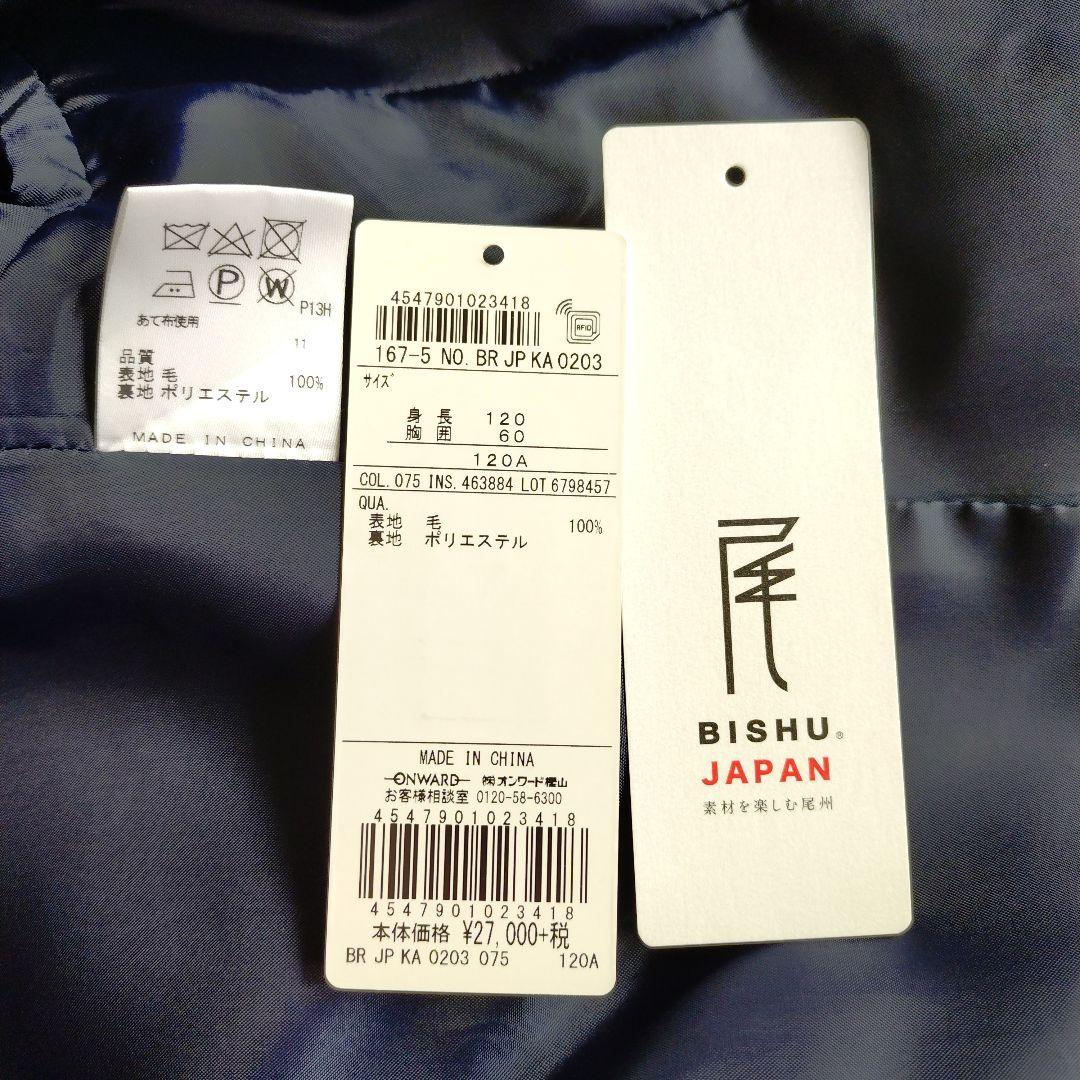 P
W
P13H
あて布使用
11
品質
表地 毛 100%
裏地 ポリエステル
MADE IN CHINA
4547901023418
RFID
167-5 NO. BR JP KA 0203
サイズ
身長 120
胸囲 60
120A
COL. 075 INS. 463884 LOT 6798457
QUA.
表地 毛 100%
裏地 ポリエステル
MADE IN CHINA
ONWARD ㈱オンワード樫山
お客様相談室 0120-58-6300
4547901023418
4547901023418
本体価格 ¥27,000+税
BR JP KA 0203 075 120A
尾
BISHU®
JAPAN
素材を楽しむ尾州